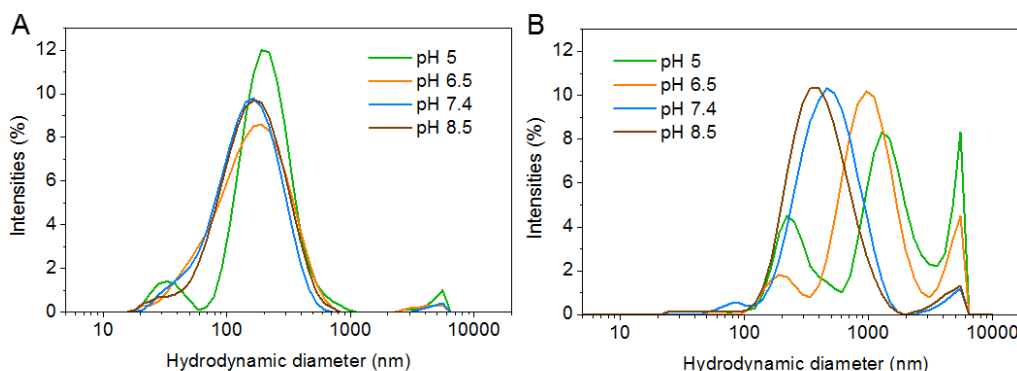 A
Intensities (%)
12
10
8
6
4
2
0
pH 5
pH 6.5
pH 7.4
pH 8.5
10
100
1000
10000
Hydrodynamic diameter (nm)
B
Intensities (%)
12
10
8
6
4
2
0
pH 5
pH 6.5
pH 7.4
pH 8.5
10
100
1000
10000
Hydrodynamic diameter (nm)